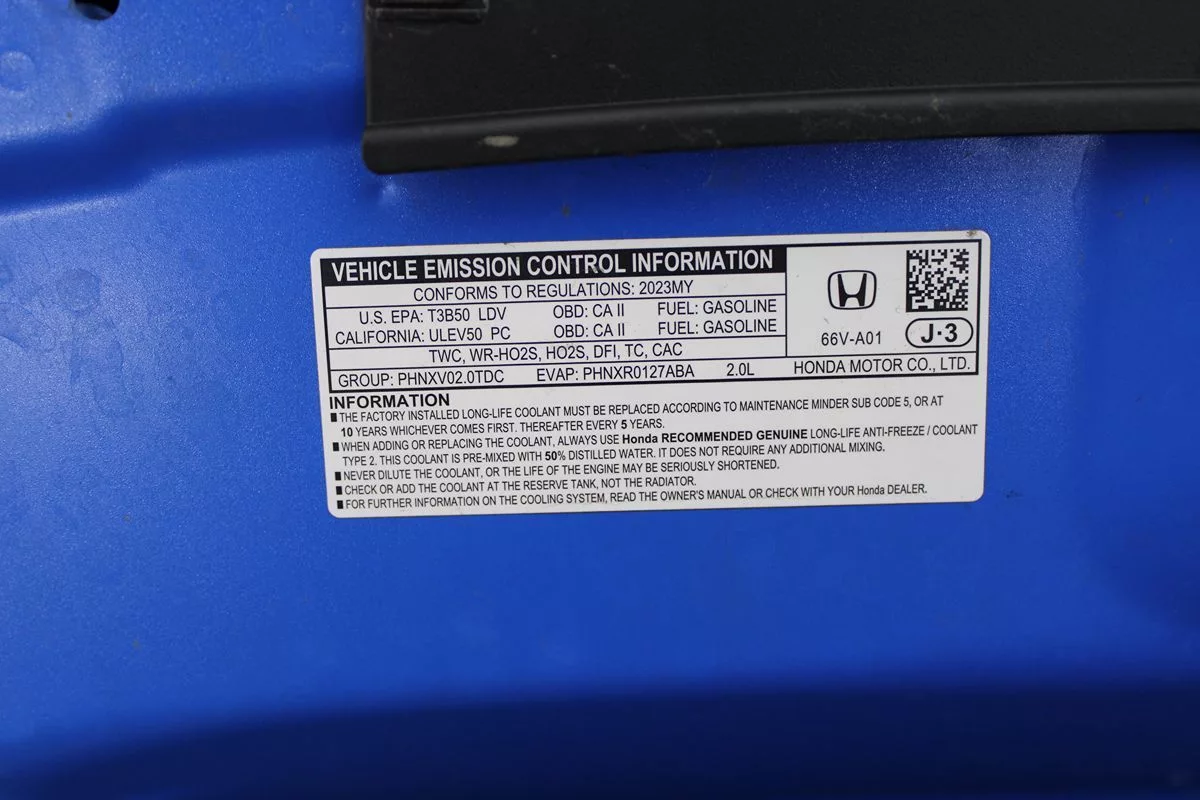 VEHICLE EMISSION CONTROL INFORMATION
CONFORMS TO REGULATIONS: 2023MY
U.S. EPA: T3B50 LDV OBD: CA II FUEL: GASOLINE
CALIFORNIA: ULEV50 PC OBD: CA II FUEL: GASOLINE
TWC, WR-HO2S, HO2S, DFI, TC, CAC
GROUP: PHNXV02.0TDC EVAP: PHNXR0127ABA 2.0L
66V-A01 J·3
HONDA MOTOR CO., LTD.
INFORMATION
■ THE FACTORY INSTALLED LONG-LIFE COOLANT MUST BE REPLACED ACCORDING TO MAINTENANCE MINDER SUB CODE 5, OR AT
10 YEARS WHICHEVER COMES FIRST. THEREAFTER EVERY 5 YEARS.
■ WHEN ADDING OR REPLACING THE COOLANT, ALWAYS USE Honda RECOMMENDED GENUINE LONG-LIFE ANTI-FREEZE / COOLANT
TYPE 2. THIS COOLANT IS PRE-MIXED WITH 50% DISTILLED WATER. IT DOES NOT REQUIRE ANY ADDITIONAL MIXING.
■ NEVER DILUTE THE COOLANT, OR THE LIFE OF THE ENGINE MAY BE SERIOUSLY SHORTENED.
■ CHECK OR ADD THE COOLANT AT THE RESERVE TANK, NOT THE RADIATOR.
■ FOR FURTHER INFORMATION ON THE COOLING SYSTEM, READ THE OWNER'S MANUAL OR CHECK WITH YOUR Honda DEALER.